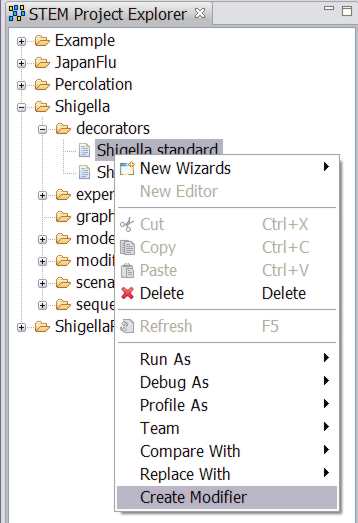 STEM Project Explorer
Example
JapanFlu
Percolation
Shigella
decorators
Shigella standard
Sh
New Wizards
New Editor
exper
Cut Ctrl+X
grap
Copy Ctrl+C
mode
Paste Ctrl+V
modif
Delete Delete
scena
seque
Refresh F5
Run As
Debug As
Profile As
Team
Compare With
Replace With
Create Modifier